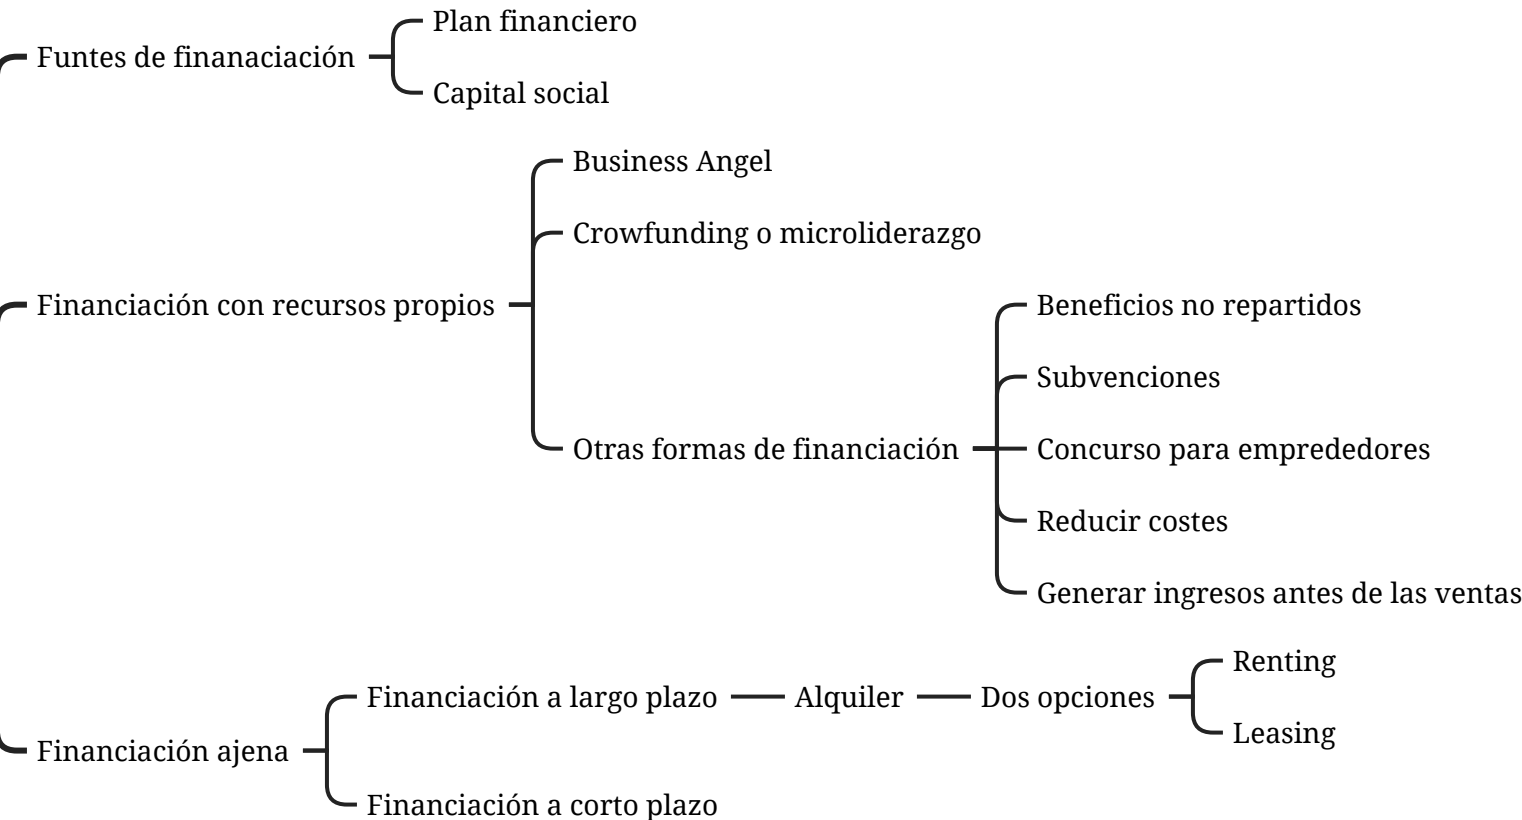 Funtes de finanaciación
Plan financiero
Capital social
Financiación con recursos propios
Business Angel
Crowfunding o microliderazgo
Otras formas de financiación
Beneficios no repartidos
Subvenciones
Concurso para emprededores
Reducir costes
Generar ingresos antes de las ventas
Financiación ajena
Financiación a largo plazo
Alquiler
Dos opciones
Renting
Leasing
Financiación a corto plazo